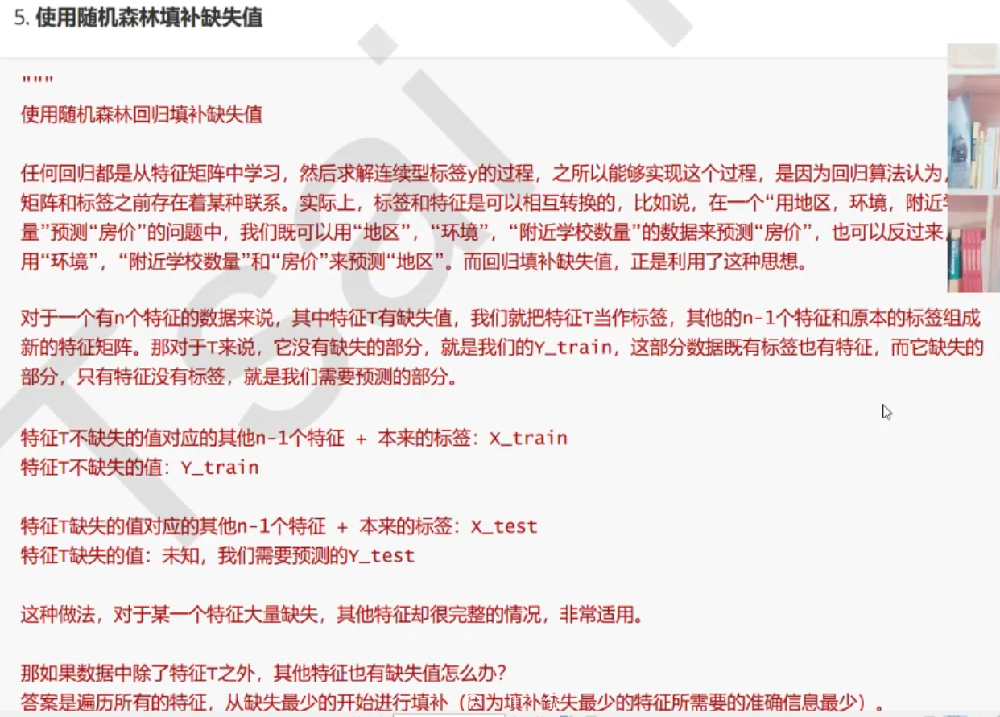 5. 使用随机森林填补缺失值
"""
使用随机森林回归填补缺失值
任何回归都是从特征矩阵中学习，然后求解连续型标签y的过程，之所以能够实现这个过程，是因为回归算法认为，
矩阵和标签之前存在着某种联系。实际上，标签和特征是可以相互转换的，比如说，在一个“用地区，环境，附近
量”预测“房价”的问题中，我们既可以用“地区”，“环境”，“附近学校数量”的数据来预测“房价”，也可以反过来，
用“环境”，“附近学校数量”和“房价”来预测“地区”。而回归填补缺失值，正是利用了这种思想。
对于一个有n个特征的数据来说，其中特征T有缺失值，我们就把特征T当作标签，其他的n-1个特征和原本的标签组成
新的特征矩阵。那对于T来说，它没有缺失的部分，就是我们的Y_train，这部分数据既有标签也有特征，而它缺失的
部分，只有特征没有标签，就是我们需要预测的部分。
特征T不缺失的值对应的其他n-1个特征 + 本来的标签：X_train
特征T不缺失的值：Y_train
特征T缺失的值对应的其他n-1个特征 + 本来的标签：X_test
特征T缺失的值：未知，我们需要预测的Y_test
这种做法，对于某一个特征大量缺失，其他特征却很完整的情况，非常适用。
那如果数据中除了特征T之外，其他特征也有缺失值怎么办？
答案是遍历所有的特征，从缺失最少的开始进行填补（因为填补缺失最少的特征所需要的准确信息最少）。
Tsai